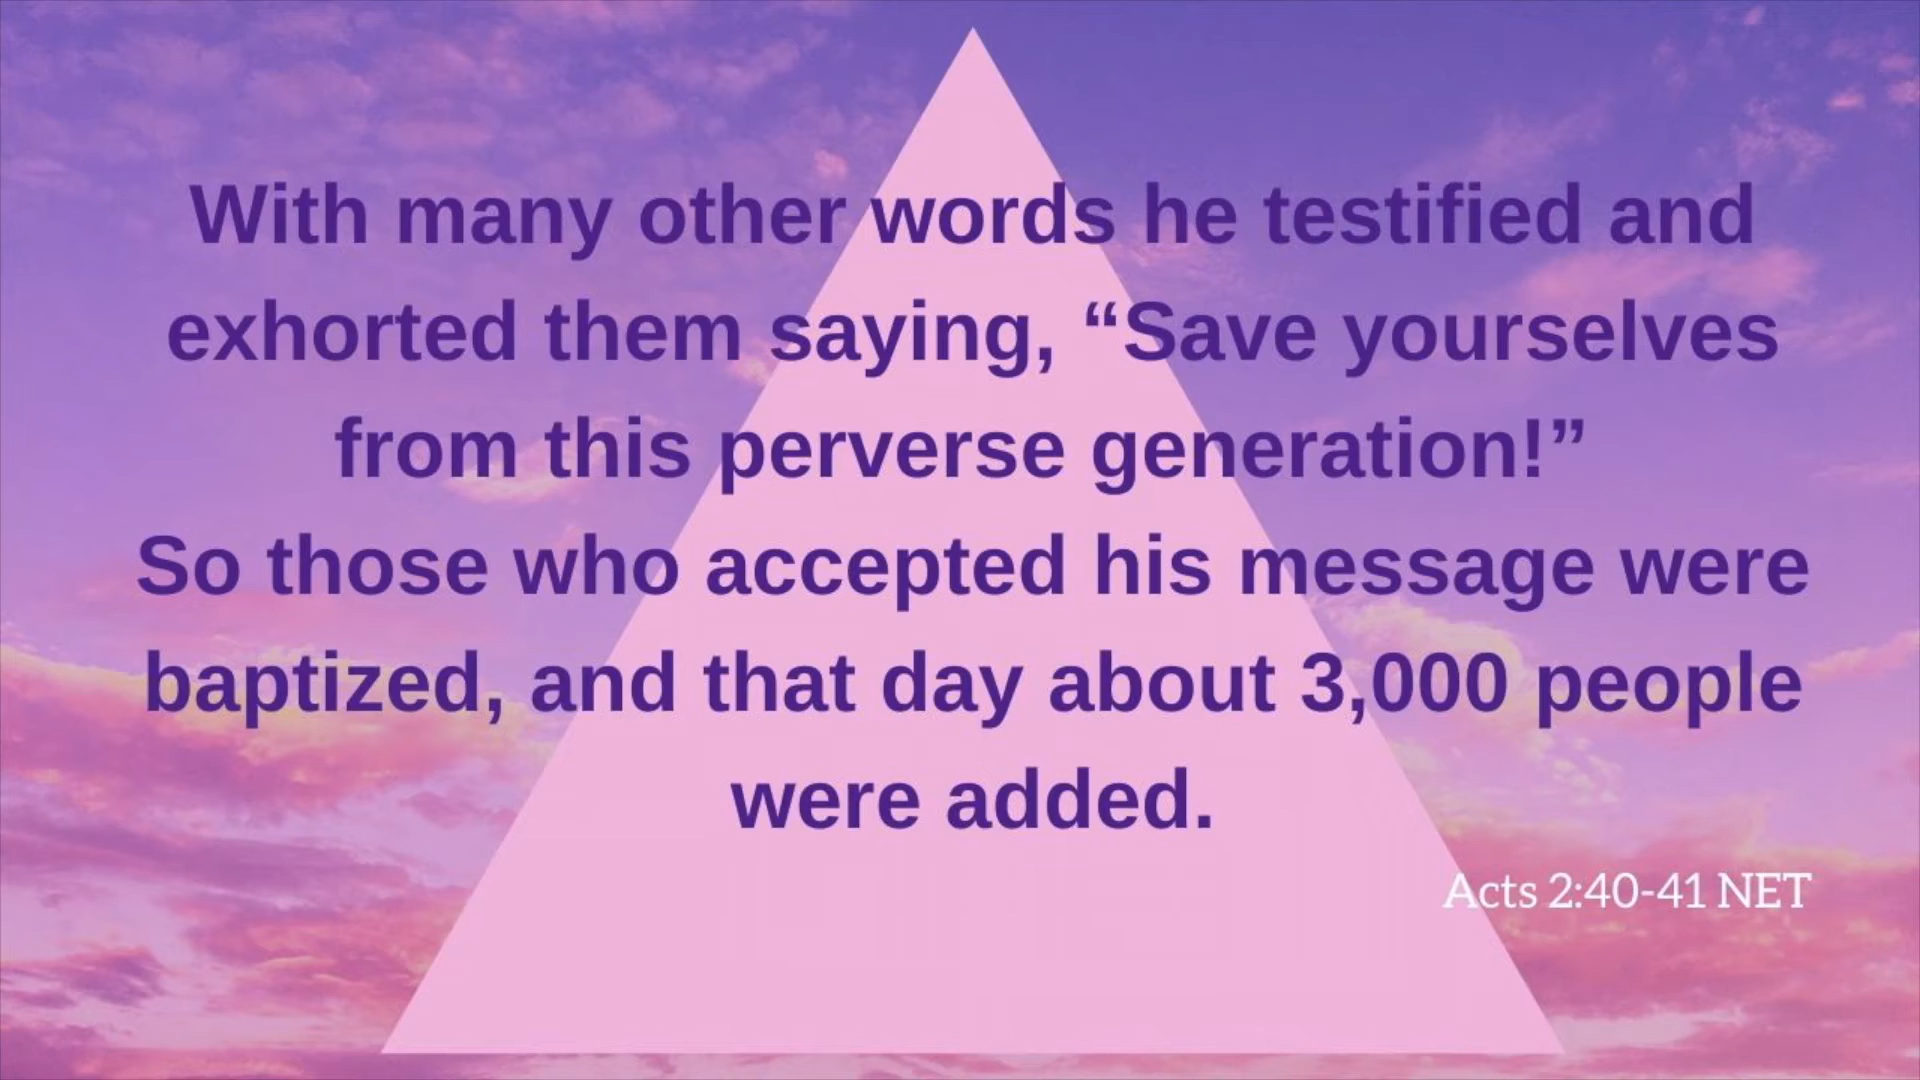 With many other words he testified and
exhorted them saying, “Save yourselves
from this perverse generation!”
So those who accepted his message were
baptized, and that day about 3,000 people
were added.
Acts 2:40-41 NET